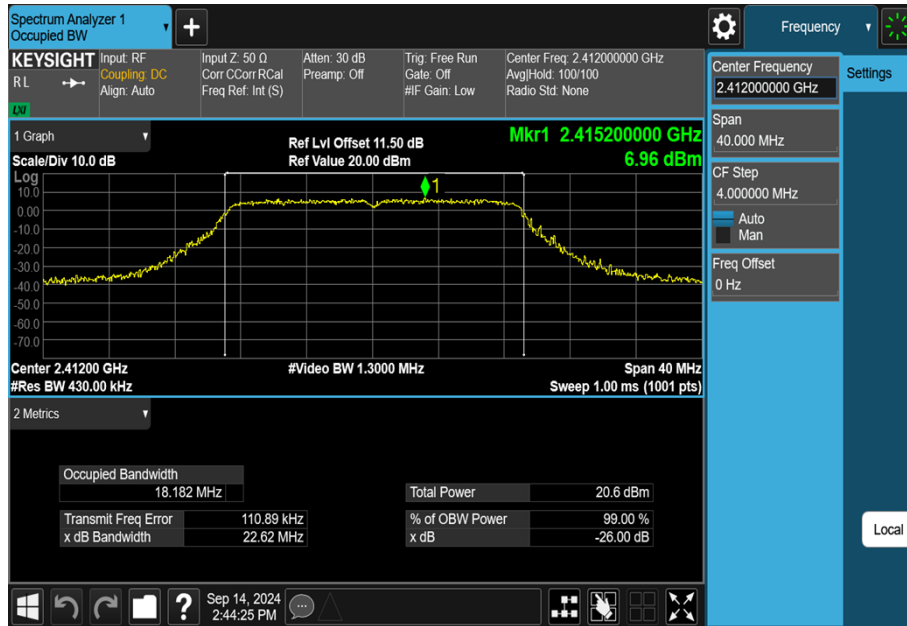 Spectrum Analyzer 1
Occupied BW
+
Frequency
KEYSIGHT
R L
LXI
Input: RF
Coupling: DC
Align: Auto
Input Z: 50 Ω
Corr CCorr RCal
Freq Ref: Int (S)
Atten: 30 dB
Preamp: Off
Trig: Free Run
Gate: Off
#IF Gain: Low
Center Freq: 2.412000000 GHz
Avg|Hold: 100/100
Radio Std: None
Center Frequency
2.412000000 GHz
Settings
Span
40.000 MHz
CF Step
4.000000 MHz
Auto
Man
Freq Offset
0 Hz
Local
1 Graph
Scale/Div 10.0 dB
Ref Lvl Offset 11.50 dB
Ref Value 20.00 dBm
Mkr1 2.415200000 GHz
6.96 dBm
Log
10.0
0.00
-10.0
-20.0
-30.0
-40.0
-50.0
-60.0
-70.0
1
Center 2.41200 GHz
#Video BW 1.3000 MHz
Span 40 MHz
#Res BW 430.00 kHz
Sweep 1.00 ms (1001 pts)
2 Metrics
Occupied Bandwidth
18.182 MHz
Total Power 20.6 dBm
Transmit Freq Error 110.89 kHz
% of OBW Power 99.00 %
x dB Bandwidth 22.62 MHz
x dB -26.00 dB
?
Sep 14, 2024
2:44:25 PM